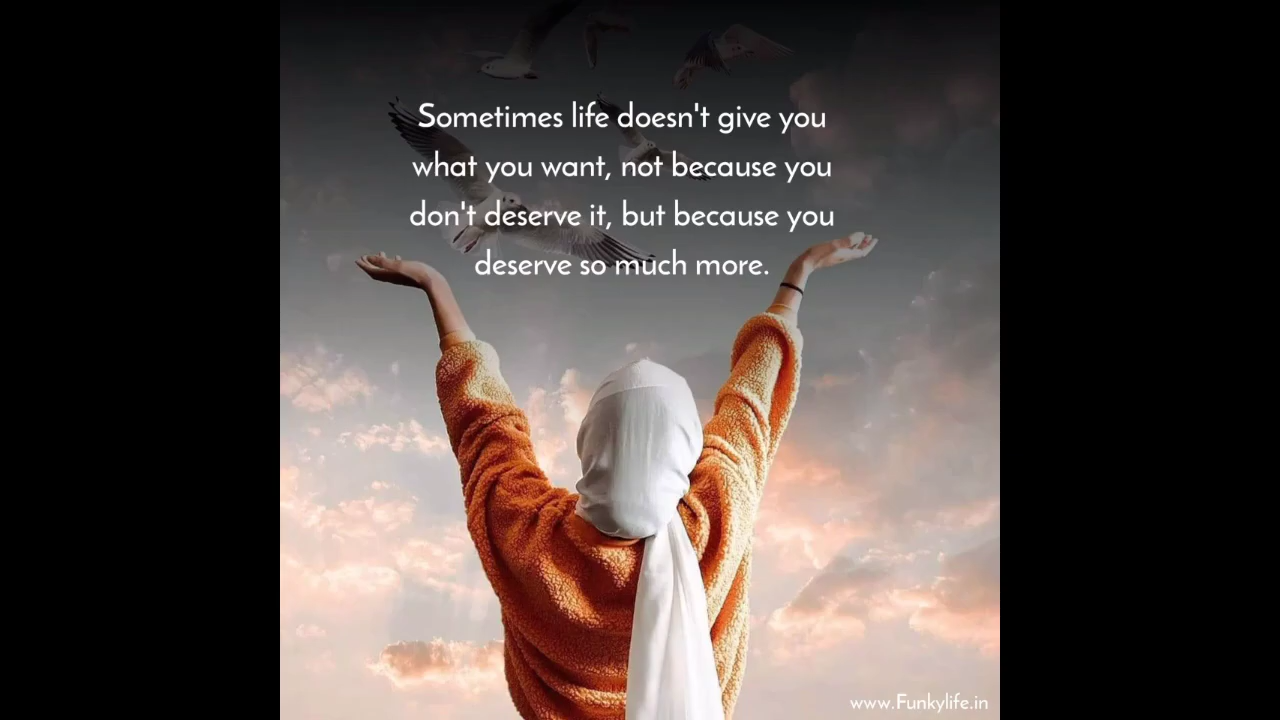 Sometimes life doesn't give you
what you want, not because you
don't deserve it, but because you
deserve so much more.
www.Funkylife.in